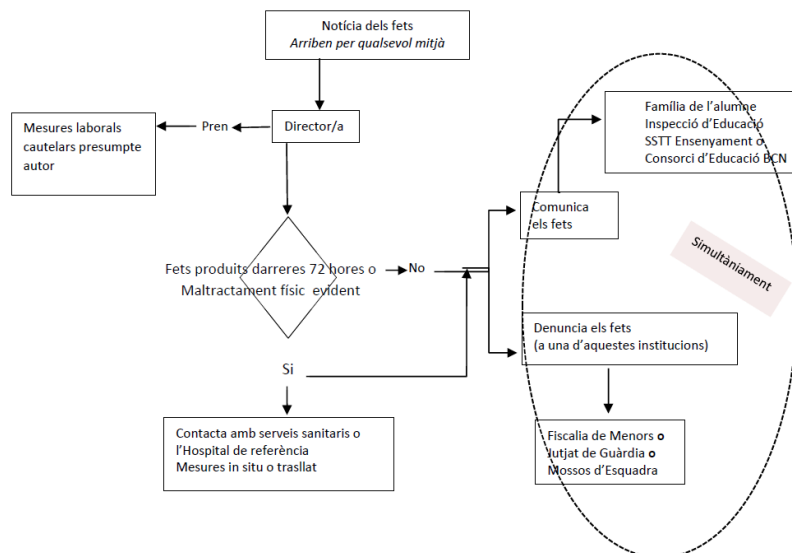 Notícia dels fets
Arriben per qualsevol mitjà
Mesures laborals
cautelars presumpte
autor
Pren
Director/a
Família de l'alumne
Inspecció d'Educació
SSTT Ensenyament o
Consorci d'Educació BCN
Comunica
els fets
Simultàniament
Fets produits darreres 72 hores o
Maltractament físic evident
No
Denuncia els fets
(a una d'aquestes institucions)
Si
Contacta amb serveis sanitaris o
l'Hospital de referència
Mesures in situ o trasllat
Fiscalia de Menors o
Jutjat de Guàrdia o
Mossos d'Esquadra